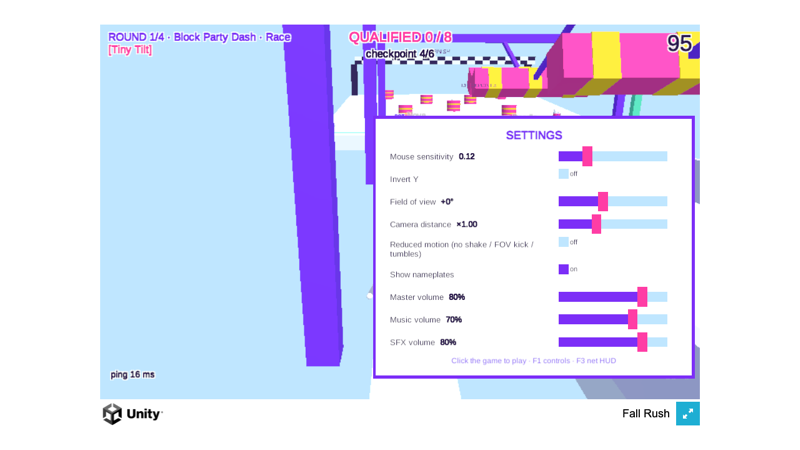 ROUND 1/4 · Block Party Dash · Race
[Tiny Tilt]
QUALIFIED 0 / 8
checkpoint 4/6
95
SETTINGS
Mouse sensitivity 0.12
Invert Y off
Field of view +0°
Camera distance ×1.00
Reduced motion (no shake / FOV kick / tumbles) off
Show nameplates on
Master volume 80%
Music volume 70%
SFX volume 80%
Click the game to play · F1 controls · F3 net HUD
ping 16 ms
Unity
Fall Rush